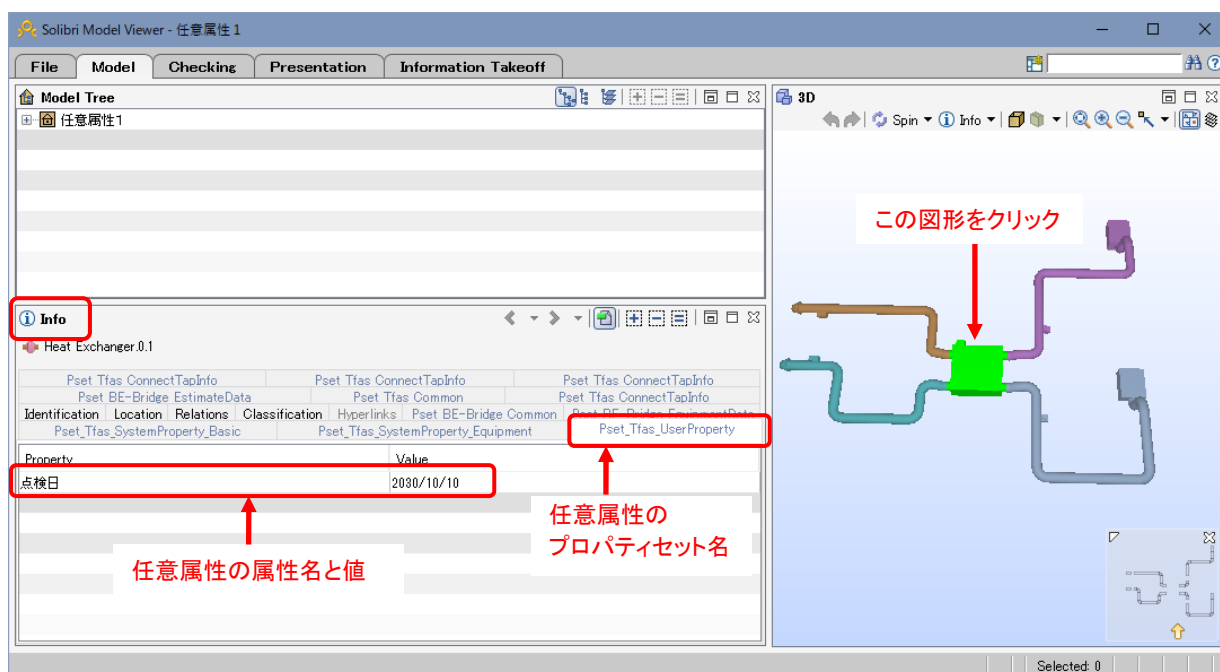 Solibri Model Viewer - 任意属性1
File Model Checking Presentation Information Takeoff
Model Tree
任意属性1
3D
Spin Info
この図形をクリック
Info
Heat Exchanger.0.1
Pset Tfas ConnectTapInfo Pset Tfas ConnectTapInfo Pset Tfas ConnectTapInfo
Pset BE-Bridge EstimateData Pset Tfas Common Pset Tfas ConnectTapInfo
Identification Location Relations Classification Hyperlinks Pset BE-Bridge Common Pset BE-Bridge EquipmentData
Pset_Tfas_SystemProperty_Basic Pset_Tfas_SystemProperty_Equipment Pset_Tfas_UserProperty
Property Value
点検日 2030/10/10
任意属性の
プロパティセット名
任意属性の属性名と値
Selected: 0